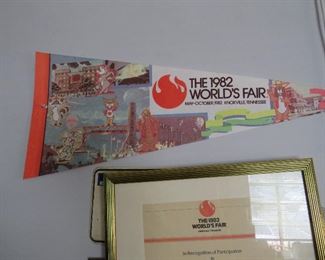 THE 1982
WORLD'S FAIR
MAY-OCTOBER, 1982 KNOXVILLE, TENNESSEE
THE 1982
WORLD'S FAIR
In Recognition of Participation